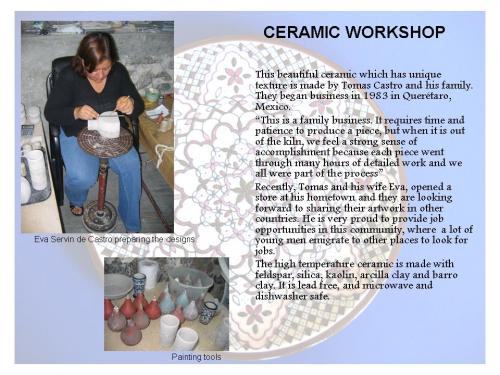 CERAMIC WORKSHOP
This beautiful ceramic which has unique
texture is made by Tomas Castro and his family.
They began business in 1983 in Querétaro,
Mexico.
“This is a family business. It requires time and
patience to produce a piece, but when it is out
of the kiln, we feel a strong sense of
accomplishment because each piece went
through many hours of detailed work and we
all were part of the process”
Recently, Tomas and his wife Eva, opened a
store at his hometown and they are looking
forward to sharing their artwork in other
countries. He is very proud to provide job
opportunities in this community, where a lot of
young men emigrate to other places to look for
jobs.
The high temperature ceramic is made with
feldspar, silica, kaolin, arcilla clay and barro
clay. It is lead free, and microwave and
dishwasher safe.
Eva Servin de Castro preparing the designs
Painting tools